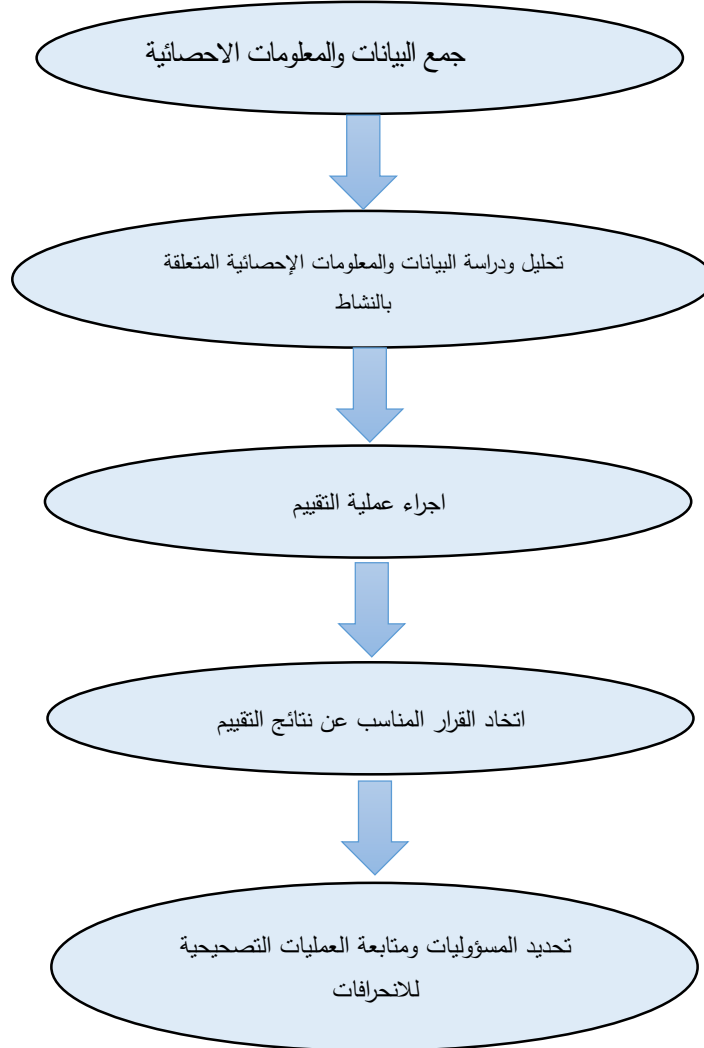 جمع البيانات والمعلومات الاحصائية
تحليل ودراسة البيانات والمعلومات الإحصائية المتعلقة
بالنشاط
اجراء عملية التقييم
اتخاد القرار المناسب عن نتائج التقييم
تحديد المسؤوليات ومتابعة العمليات التصحيحية
للانحرافات